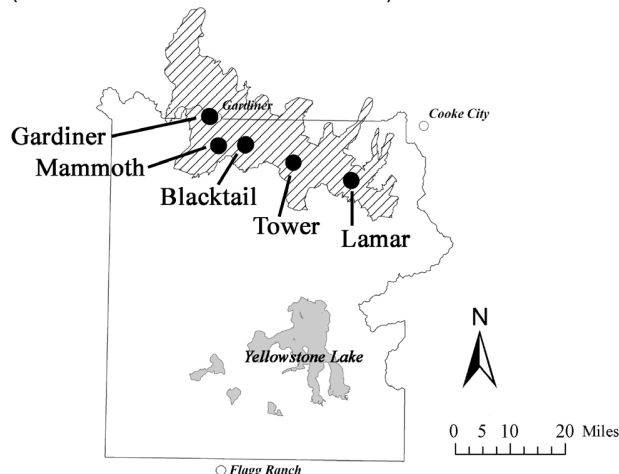 Gardiner
Cooke City
Gardiner
Mammoth
Blacktail
Tower
Lamar
N
Yellowstone Lake
0 5 10 20 Miles
Flagg Ranch